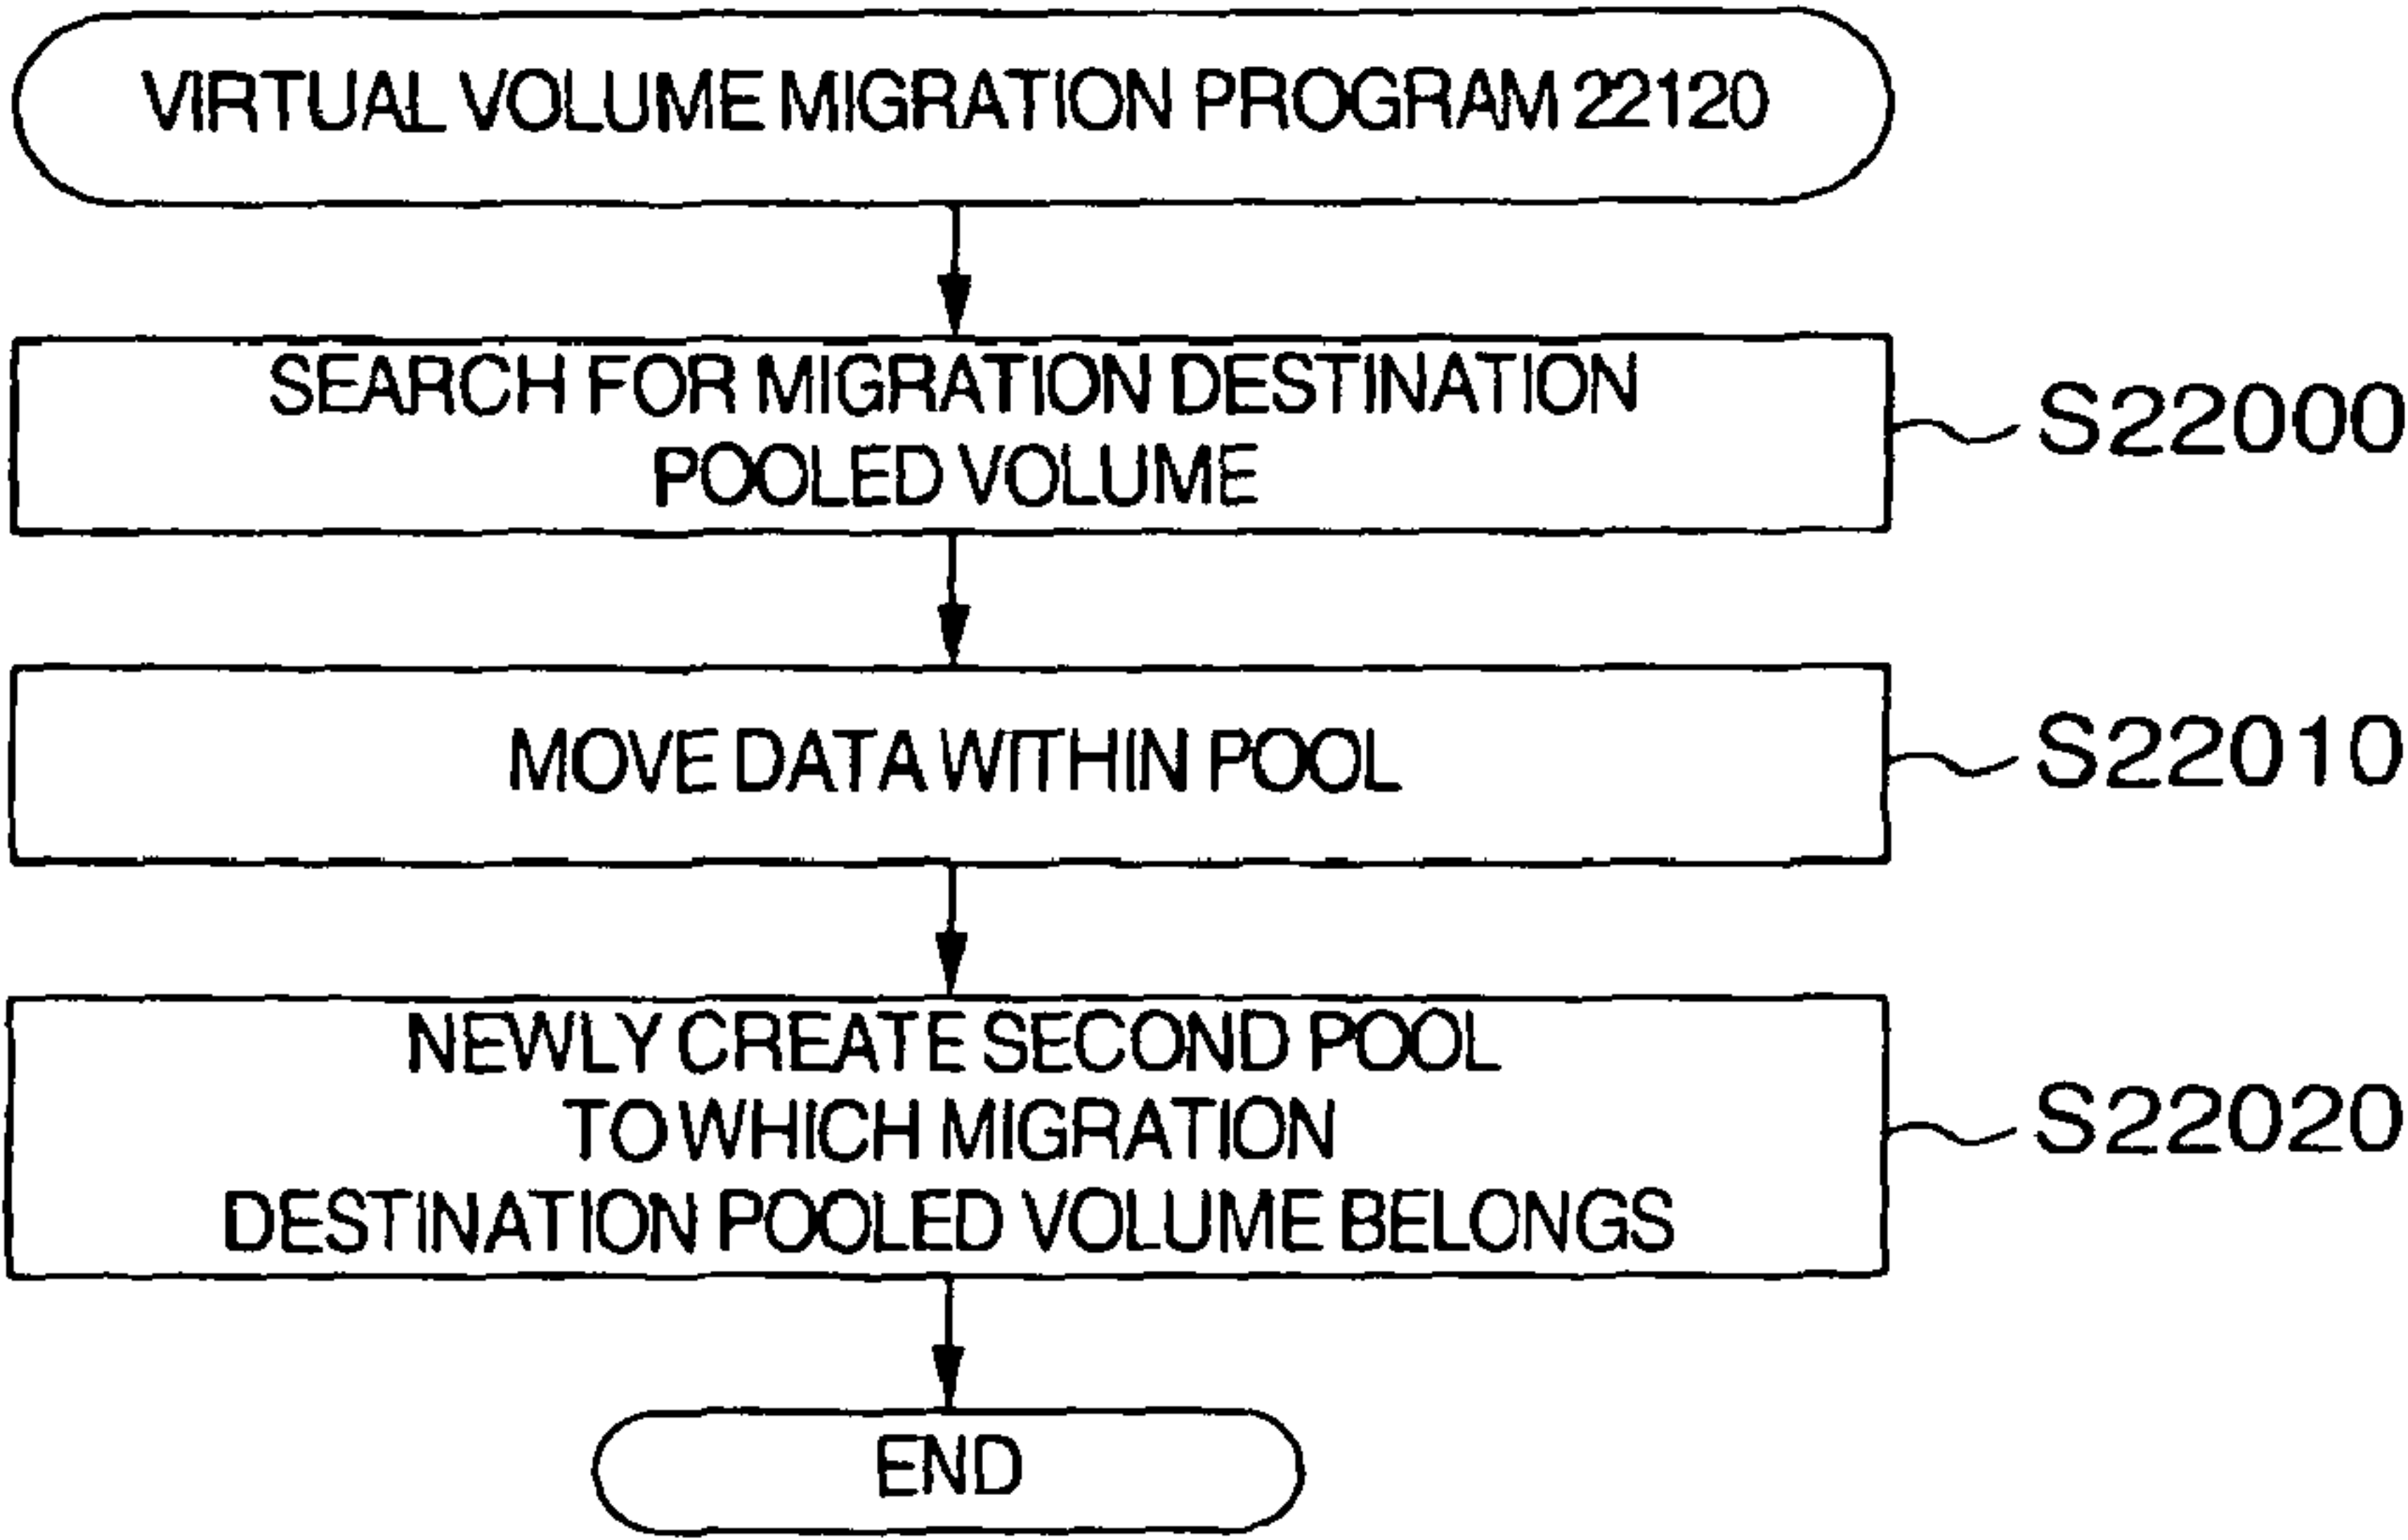 VIRTUAL VOLUME MIGRATION PROGRAM 22120
SEARCH FOR MIGRATION DESTINATION
POOLED VOLUME
S22000
MOVE DATA WITHIN POOL
S22010
NEWLY CREATE SECOND POOL
TO WHICH MIGRATION
DESTINATION POOLED VOLUME BELONGS
S22020
END